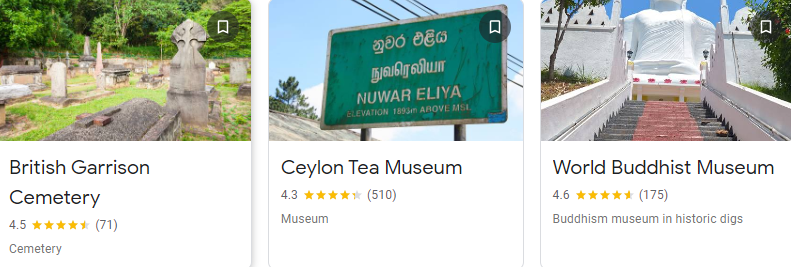 නුවර එළිය
நுவரெலியா
NUWAR ELIYA
ELEVATION 1893m ABOVE MSL
British Garrison
Cemetery
4.5 (71)
Cemetery
Ceylon Tea Museum
4.3 (510)
Museum
World Buddhist Museum
4.6 (175)
Buddhism museum in historic digs